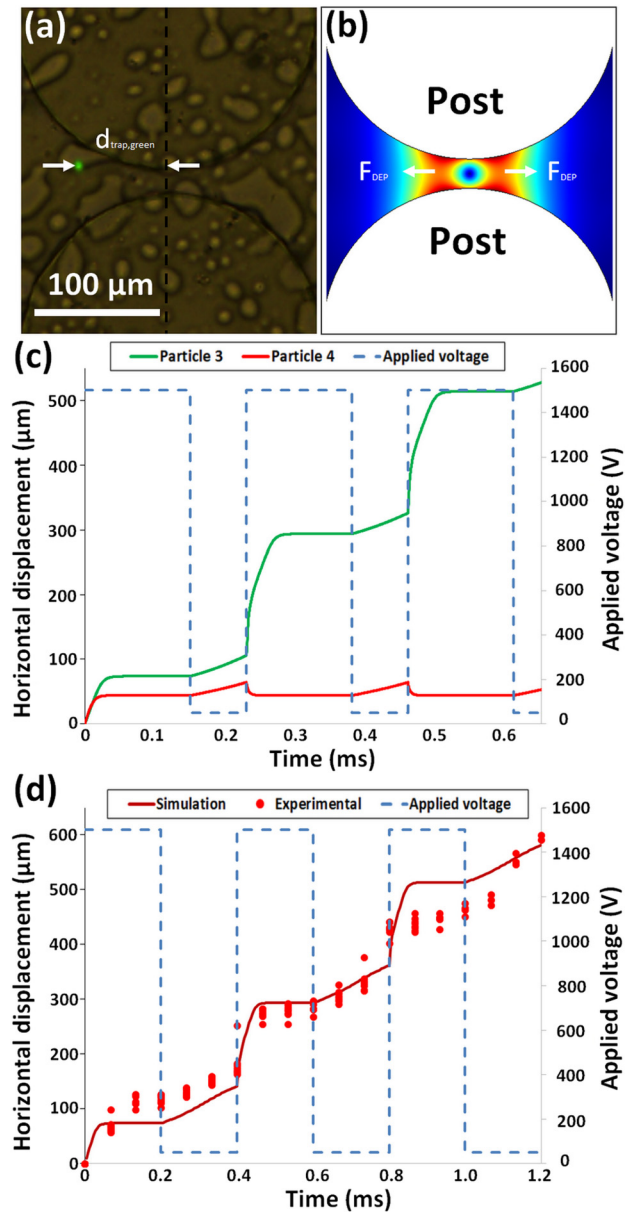 (a)
d trap,green
100 μm
(b)
Post
F DEP
F DEP
Post
(c)
Particle 3
Particle 4
Applied voltage
Horizontal displacement (μm)
500
400
300
200
100
0
1600
1400
1200
1000
800
600
400
200
0
Applied voltage (V)
0
0.1
0.2
0.3
0.4
0.5
0.6
Time (ms)
(d)
Simulation
Experimental
Applied voltage
Horizontal displacement (μm)
600
500
400
300
200
100
0
1600
1400
1200
1000
800
600
400
200
0
Applied voltage (V)
0
0.2
0.4
0.6
0.8
1.0
1.2
Time (ms)